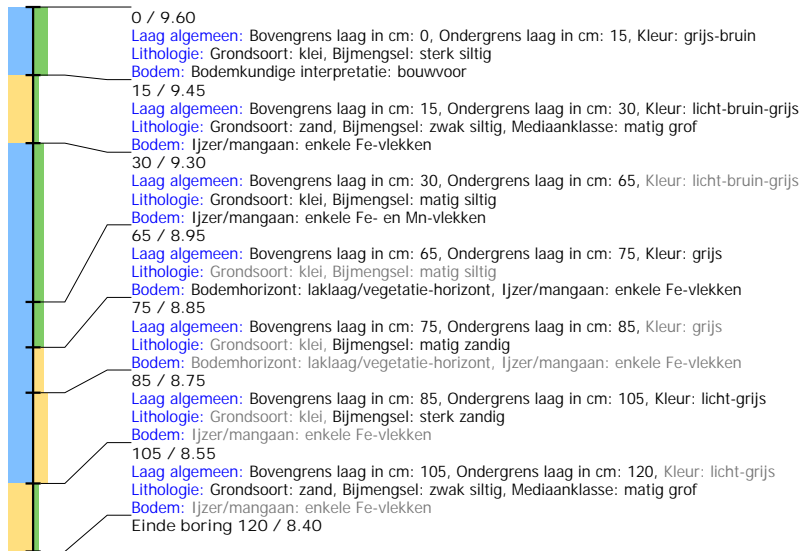 0 / 9.60
Laag algemeen: Bovengrens laag in cm: 0, Ondergrens laag in cm: 15, Kleur: grijs-bruin
Lithologie: Grondsoort: klei, Bijmengsel: sterk siltig
Bodem: Bodemkundige interpretatie: bouwvoor
15 / 9.45
Laag algemeen: Bovengrens laag in cm: 15, Ondergrens laag in cm: 30, Kleur: licht-bruin-grijs
Lithologie: Grondsoort: zand, Bijmengsel: zwak siltig, Mediaanklasse: matig grof
Bodem: Ijzer/mangaan: enkele Fe-vlekken
30 / 9.30
Laag algemeen: Bovengrens laag in cm: 30, Ondergrens laag in cm: 65, Kleur: licht-bruin-grijs
Lithologie: Grondsoort: klei, Bijmengsel: matig siltig
Bodem: Ijzer/mangaan: enkele Fe- en Mn-vlekken
65 / 8.95
Laag algemeen: Bovengrens laag in cm: 65, Ondergrens laag in cm: 75, Kleur: grijs
Lithologie: Grondsoort: klei, Bijmengsel: matig siltig
Bodem: Bodemhorizont: laklaag/vegetatie-horizont, Ijzer/mangaan: enkele Fe-vlekken
75 / 8.85
Laag algemeen: Bovengrens laag in cm: 75, Ondergrens laag in cm: 85, Kleur: grijs
Lithologie: Grondsoort: klei, Bijmengsel: matig zandig
Bodem: Bodemhorizont: laklaag/vegetatie-horizont, Ijzer/mangaan: enkele Fe-vlekken
85 / 8.75
Laag algemeen: Bovengrens laag in cm: 85, Ondergrens laag in cm: 105, Kleur: licht-grijs
Lithologie: Grondsoort: klei, Bijmengsel: sterk zandig
Bodem: Ijzer/mangaan: enkele Fe-vlekken
105 / 8.55
Laag algemeen: Bovengrens laag in cm: 105, Ondergrens laag in cm: 120, Kleur: licht-grijs
Lithologie: Grondsoort: zand, Bijmengsel: zwak siltig, Mediaanklasse: matig grof
Bodem: Ijzer/mangaan: enkele Fe-vlekken
Einde boring 120 / 8.40